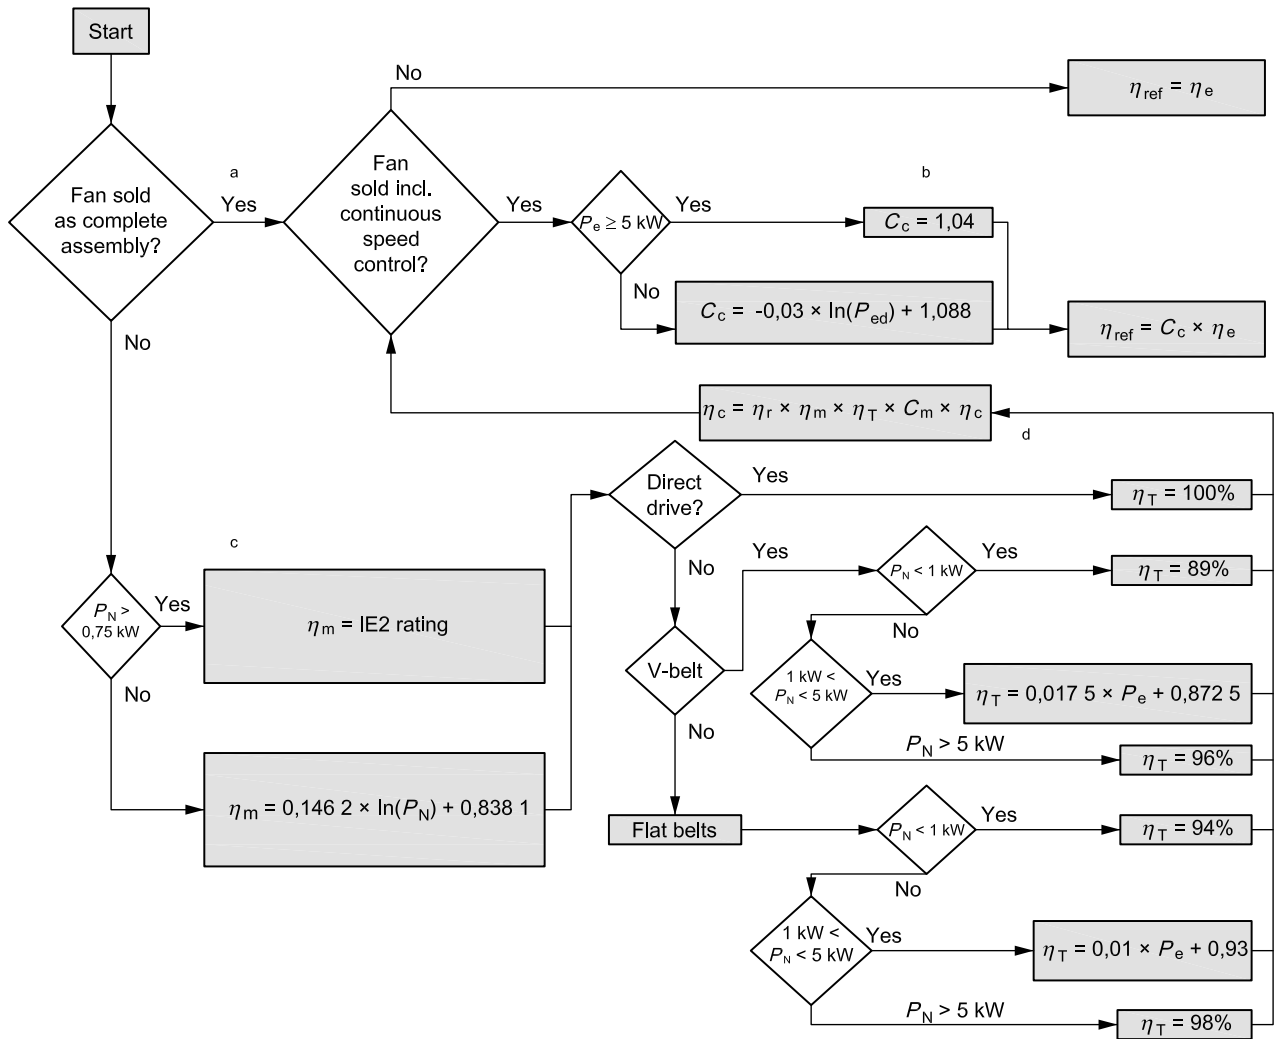 Start
No
η ref = η e
Fan sold
as complete
assembly?
a
Yes
Fan
sold incl.
continuous
speed
control?
Yes
P e ≥ 5 kW
Yes
b
C c = 1,04
No
C c = -0,03 × ln(P ed) + 1,088
η ref = C c × η e
No
η c = η r × η m × η T × C m × η c
d
Direct
drive?
Yes
η T = 100%
No
c
P N >
0,75 kW
Yes
η m = IE2 rating
No
η m = 0,146 2 × ln(P N) + 0,838 1
V-belt
Yes
P N < 1 kW
Yes
η T = 89%
No
1 kW <
P N < 5 kW
Yes
η T = 0,017 5 × P e + 0,872 5
P N > 5 kW
η T = 96%
No
Flat belts
P N < 1 kW
Yes
η T = 94%
No
1 kW <
P N < 5 kW
Yes
η T = 0,01 × P e + 0,93
P N > 5 kW
η T = 98%